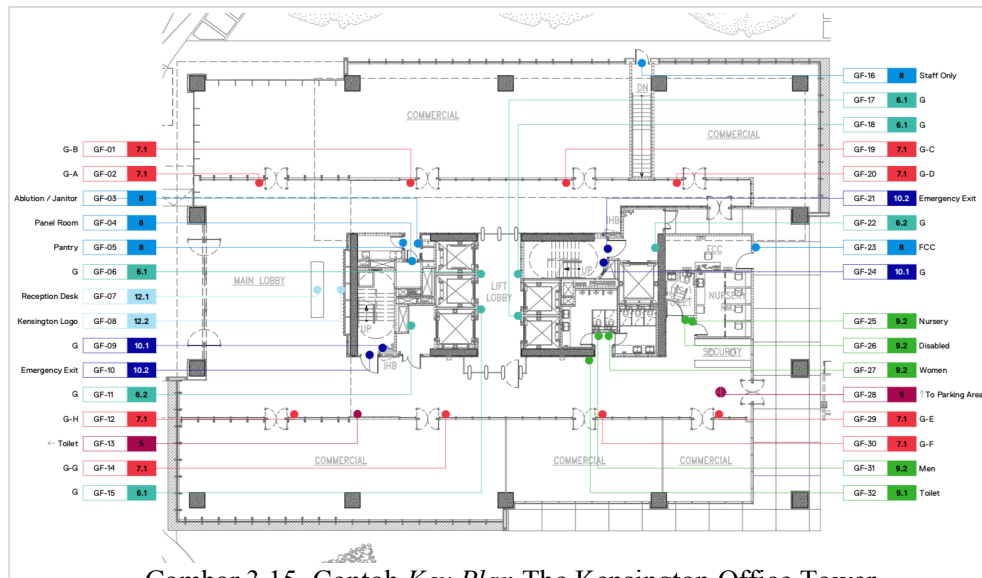 G-B GF-01 7.1
G-A GF-02 7.1
Ablution / Janitor GF-03 8
Panel Room GF-04 8
Pantry GF-05 8
G GF-06 6.1
Reception Desk GF-07 12.1
Kensington Logo GF-08 12.2
G GF-09 10.1
Emergency Exit GF-10 10.2
G GF-11 6.2
G-H GF-12 7.1
← Toilet GF-13 5
G-G GF-14 7.1
G GF-15 6.1
COMMERCIAL
DN
COMMERCIAL
IHB
FCC
MAIN LOBBY
LIFT
LOBBY
UP
UP
IHB
SECURITY
COMMERCIAL
COMMERCIAL
COMMERCIAL
GF-16 8 Staff Only
GF-17 6.1 G
GF-18 6.1 G
GF-19 7.1 G-C
GF-20 7.1 G-D
GF-21 10.2 Emergency Exit
GF-22 6.2 G
GF-23 8 FCC
GF-24 10.1 G
GF-25 9.2 Nursery
GF-26 9.2 Disabled
GF-27 9.2 Women
GF-28 5 ↑To Parking Area
GF-29 7.1 G-E
GF-30 7.1 G-F
GF-31 9.2 Men
GF-32 9.1 Toilet
Gambar 3.15. Contoh Key Plan The Kensington Office Tower